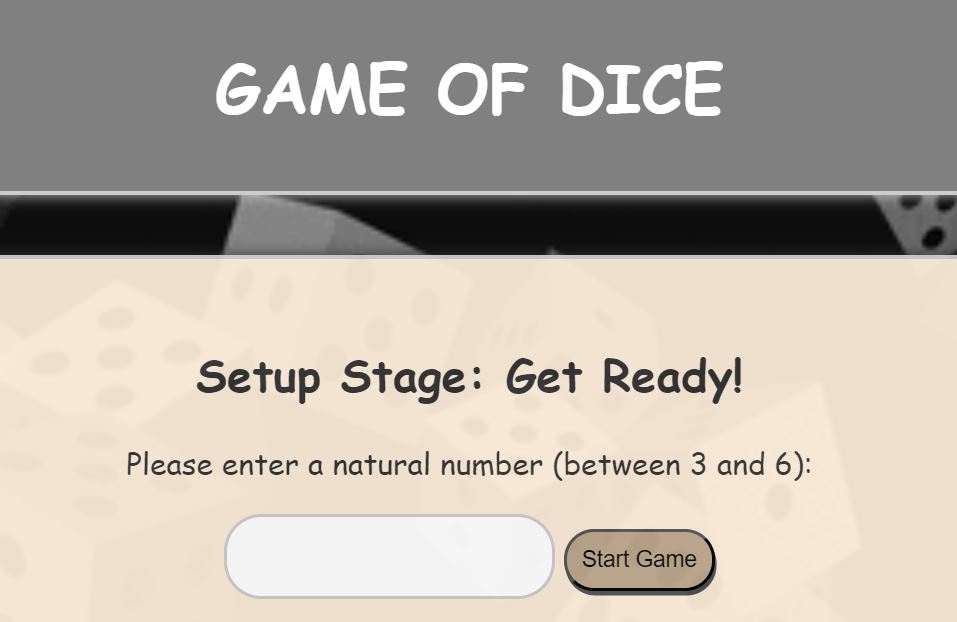 GAME OF DICE
Setup Stage: Get Ready!
Please enter a natural number (between 3 and 6):
Start Game